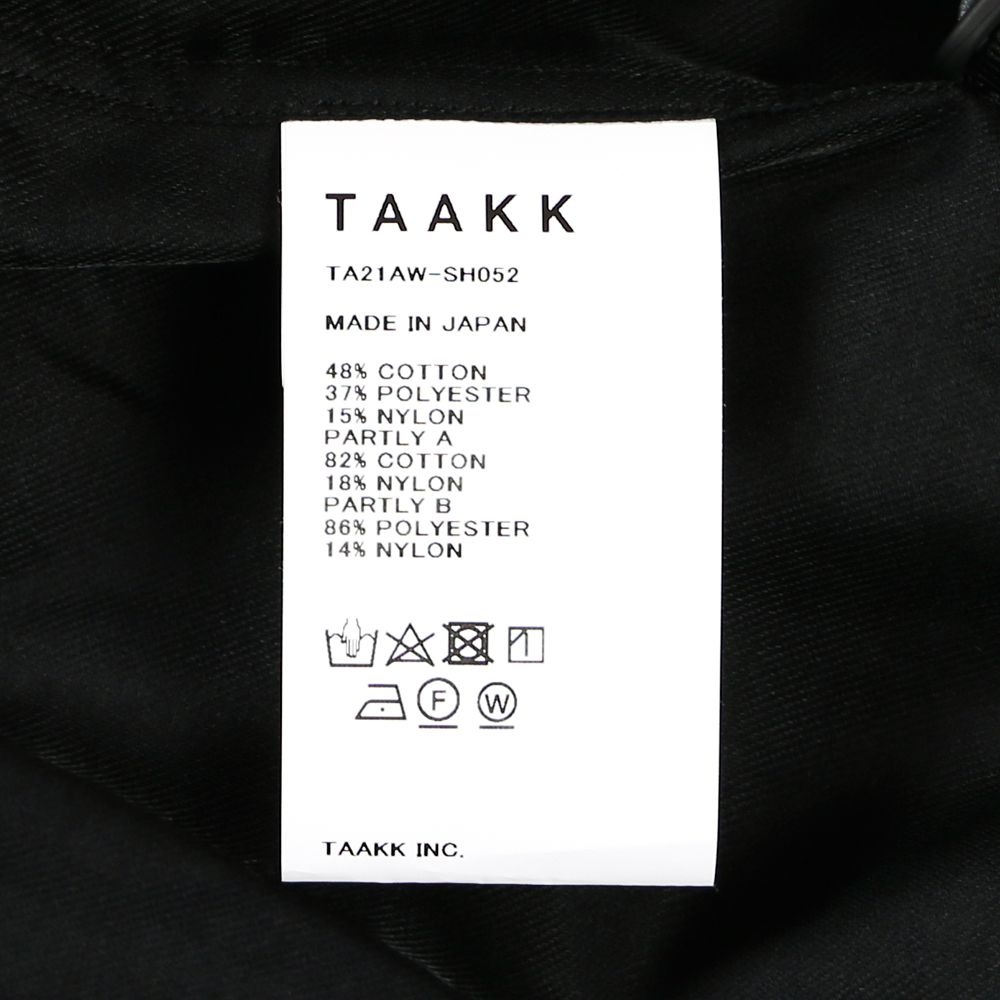 TAAKK
TA21AW-SH052
MADE IN JAPAN
48% COTTON
37% POLYESTER
15% NYLON
PARTLY A
82% COTTON
18% NYLON
PARTLY B
86% POLYESTER
14% NYLON
F W
TAAKK INC.